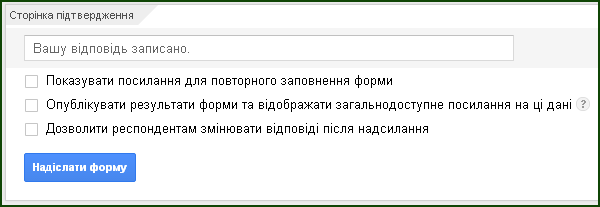 Сторінка підтвердження
Вашу відповідь записано.
Показувати посилання для повторного заповнення форми
Опублікувати результати форми та відображати загальнодоступне посилання на ці дані ?
Дозволити респондентам змінювати відповіді після надсилання
Надіслати форму